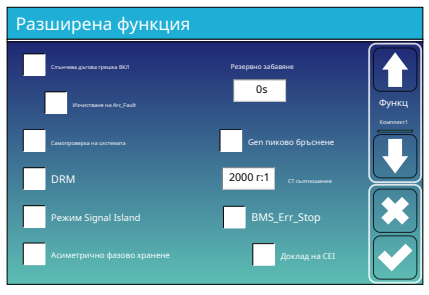 Разширена функция
Слънчева дъгова грешка ВКЛ
Резервно забавяне
0s
Изчистване на Arc_Fault
Функц
Комплект1
Самопроверка на системата
Gen пиково бръснене
DRM
2000 г:1
CT съотношение
Режим Signal Island
BMS_Err_Stop
Асиметрично фазово хранене
Доклад на CEI